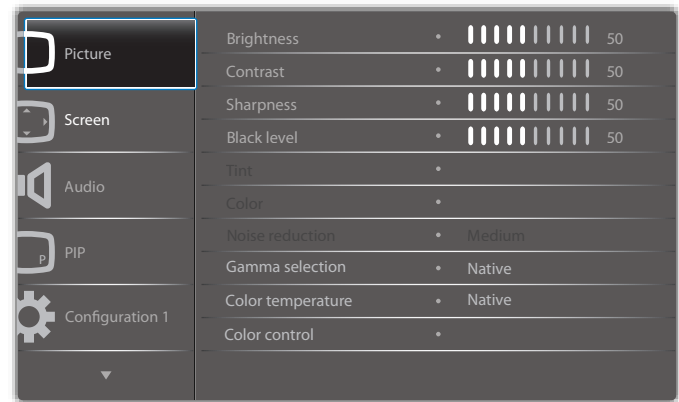 Picture
Screen
Audio
P
PIP
Configuration 1
Brightness • 50
Contrast • 50
Sharpness • 50
Black level • 50
Tint •
Color •
Noise reduction • Medium
Gamma selection • Native
Color temperature • Native
Color control •